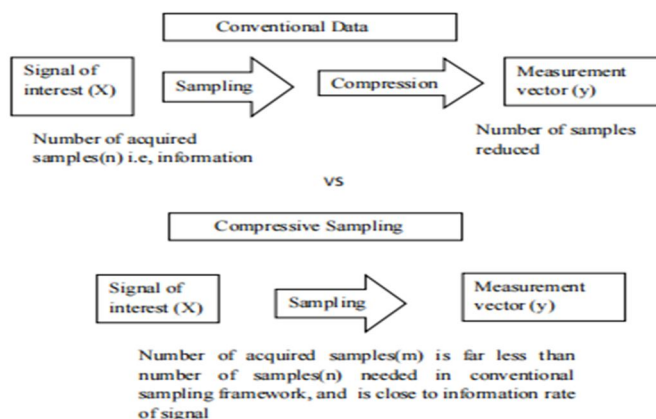 Conventional Data
Signal of
interest (X)
Sampling
Compression
Measurement
vector (y)
Number of acquired
samples(n) i.e, information
Number of samples
reduced
vs
Compressive Sampling
Signal of
interest (X)
Sampling
Measurement
vector (y)
Number of acquired samples(m) is far less than
number of samples(n) needed in conventional
sampling framework, and is close to information rate
of signal